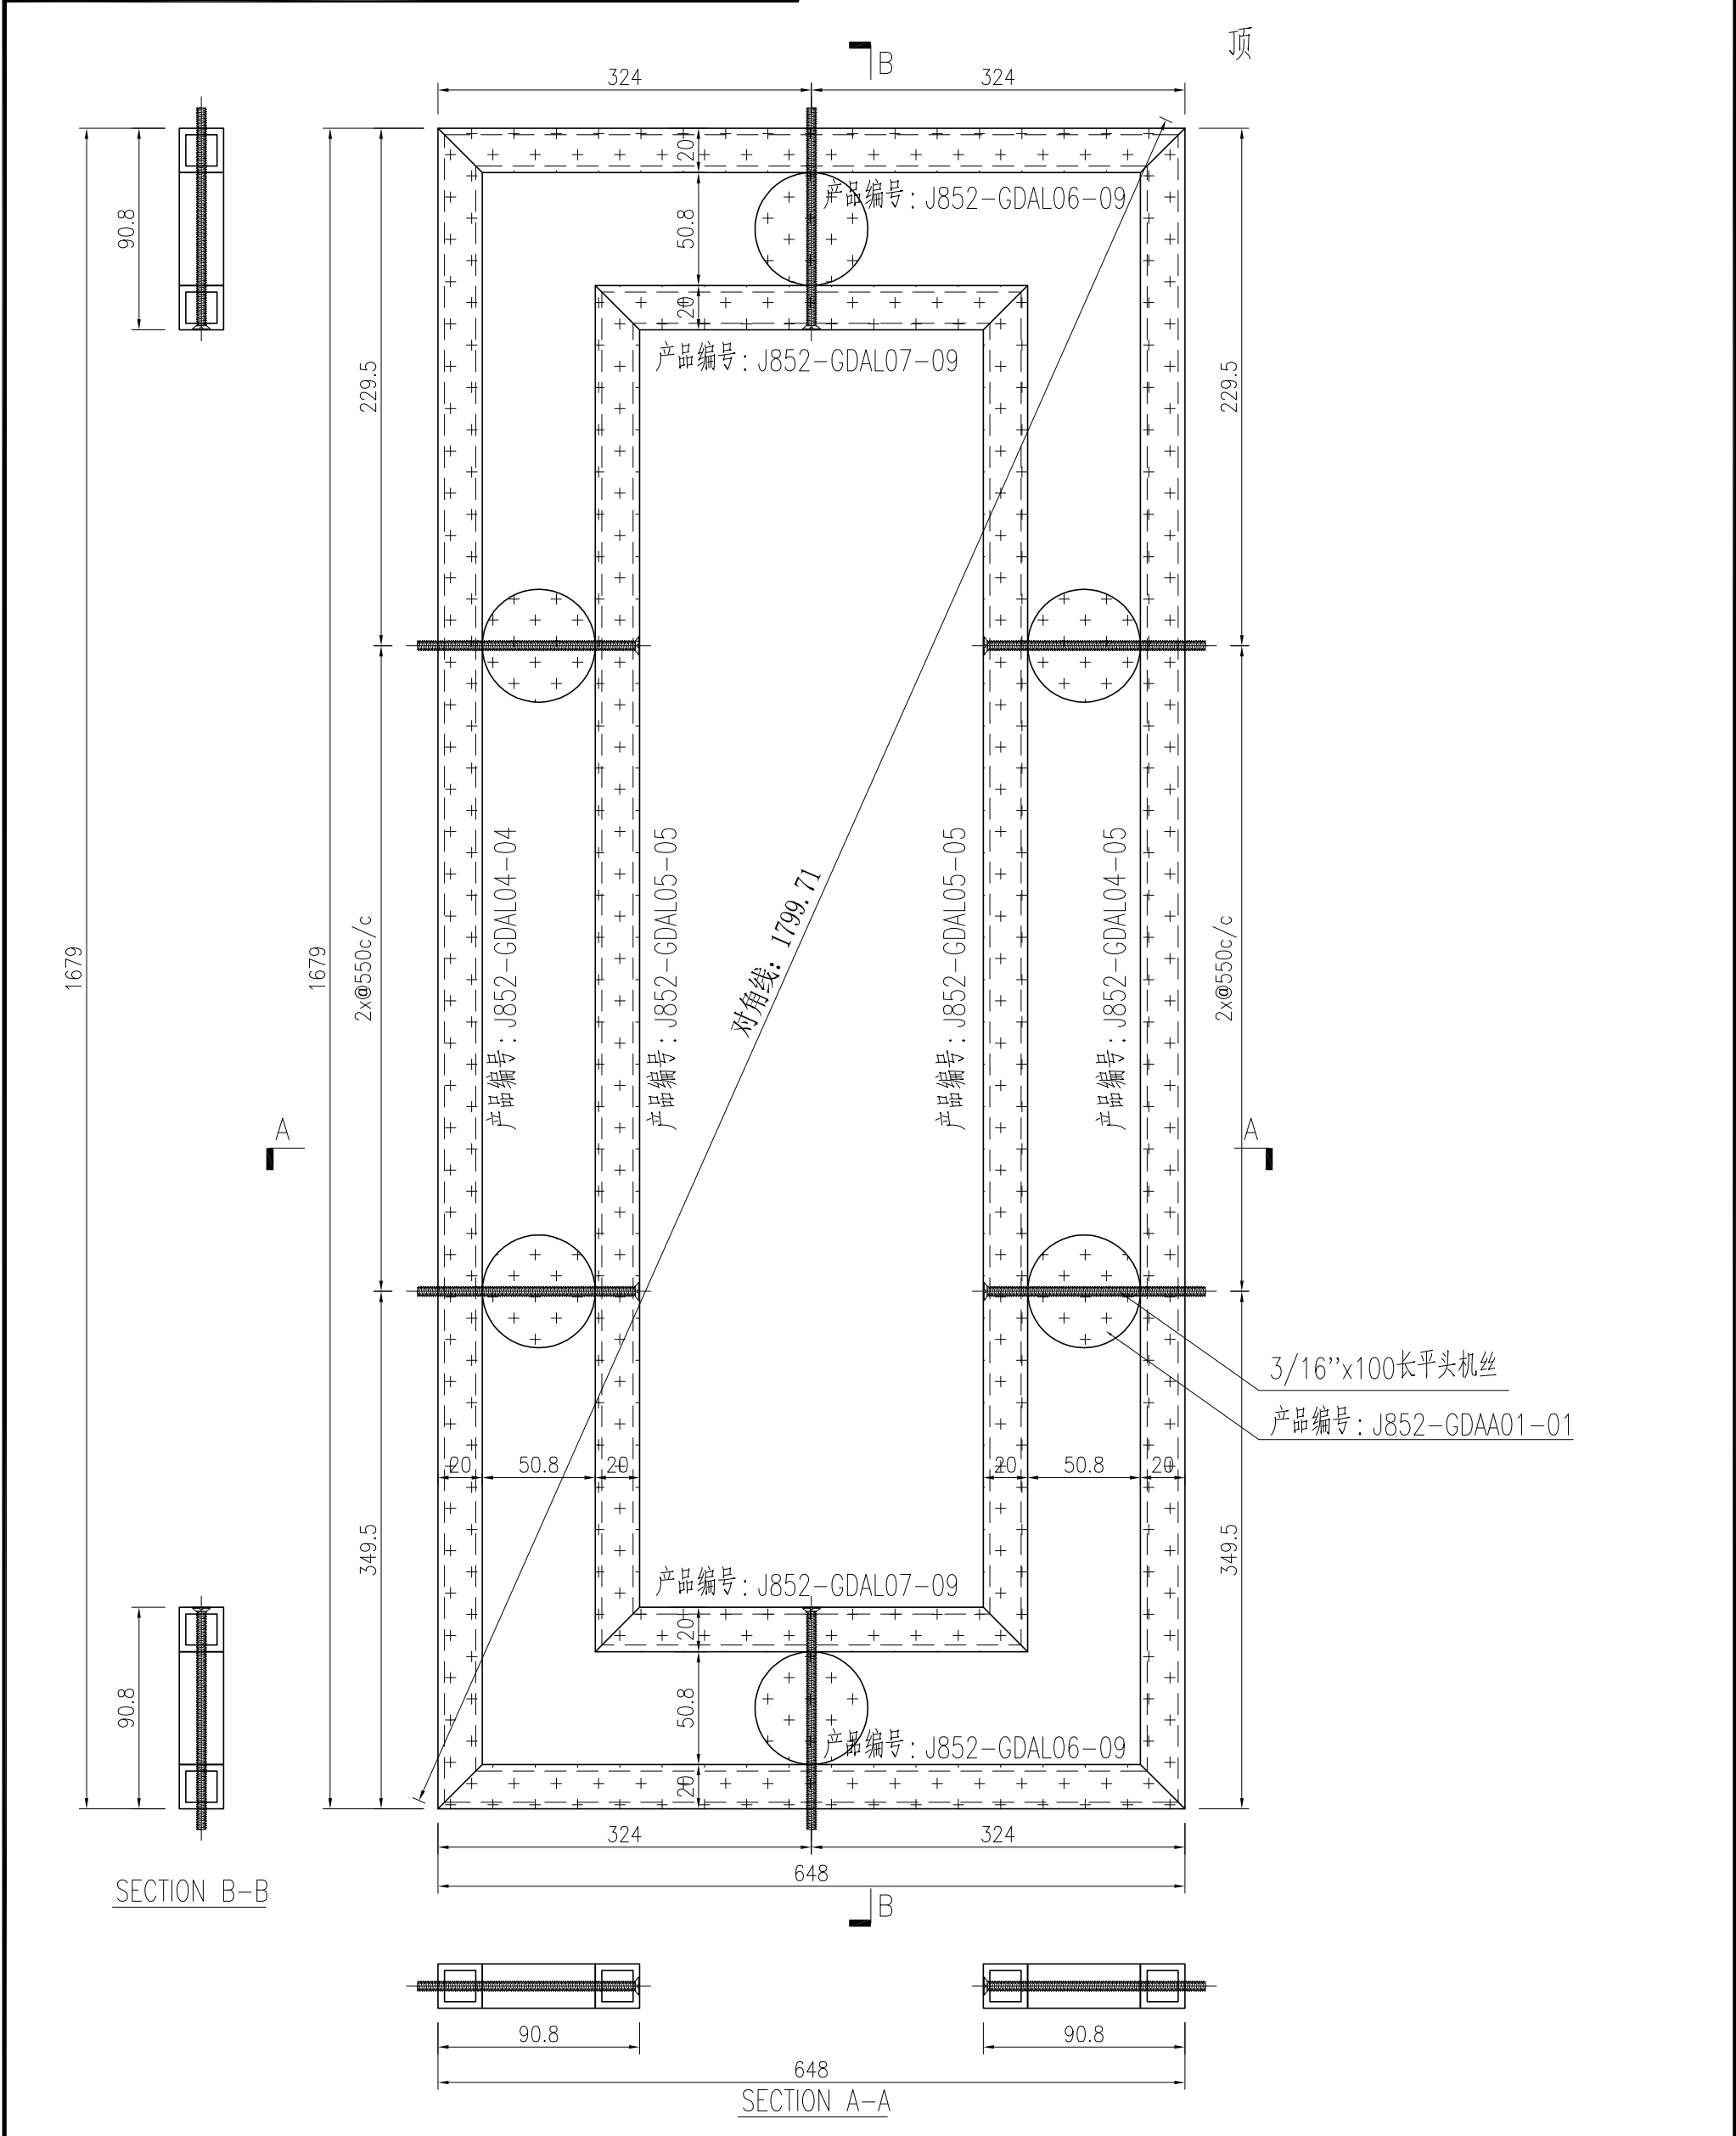 顶
B
324
324
20
产品编号：J852-GDAL06-09
90.8
50.8
20
产品编号：J852-GDAL07-09
229.5
229.5
1679
1679
2x@550c/c
产品编号：J852-GDAL04-04
产品编号：J852-GDAL05-05
对角线：1799.71
产品编号：J852-GDAL05-05
产品编号：J852-GDAL04-05
2x@550c/c
A
A
3/16’’x100长平头机丝
产品编号：J852-GDAA01-01
20
50.8
20
20
50.8
20
349.5
349.5
产品编号：J852-GDAL07-09
20
90.8
50.8
产品编号：J852-GDAL06-09
20
324
324
648
SECTION B-B
B
90.8
90.8
648
SECTION A-A